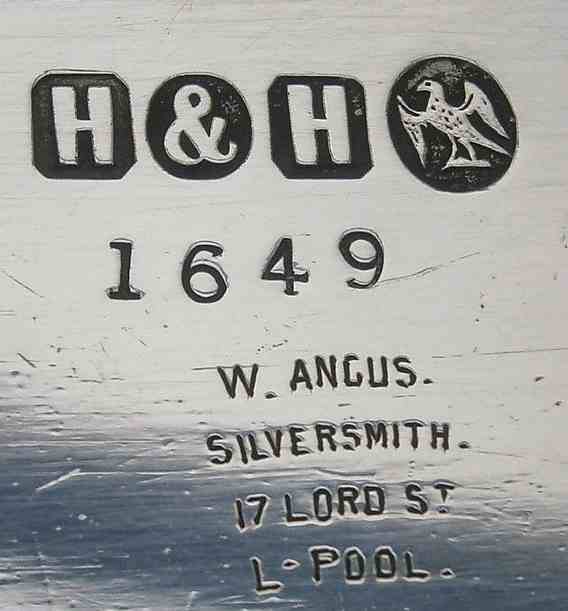 H & H
1649
W. ANGUS.
SILVERSMITH.
17 LORD ST
L-POOL.